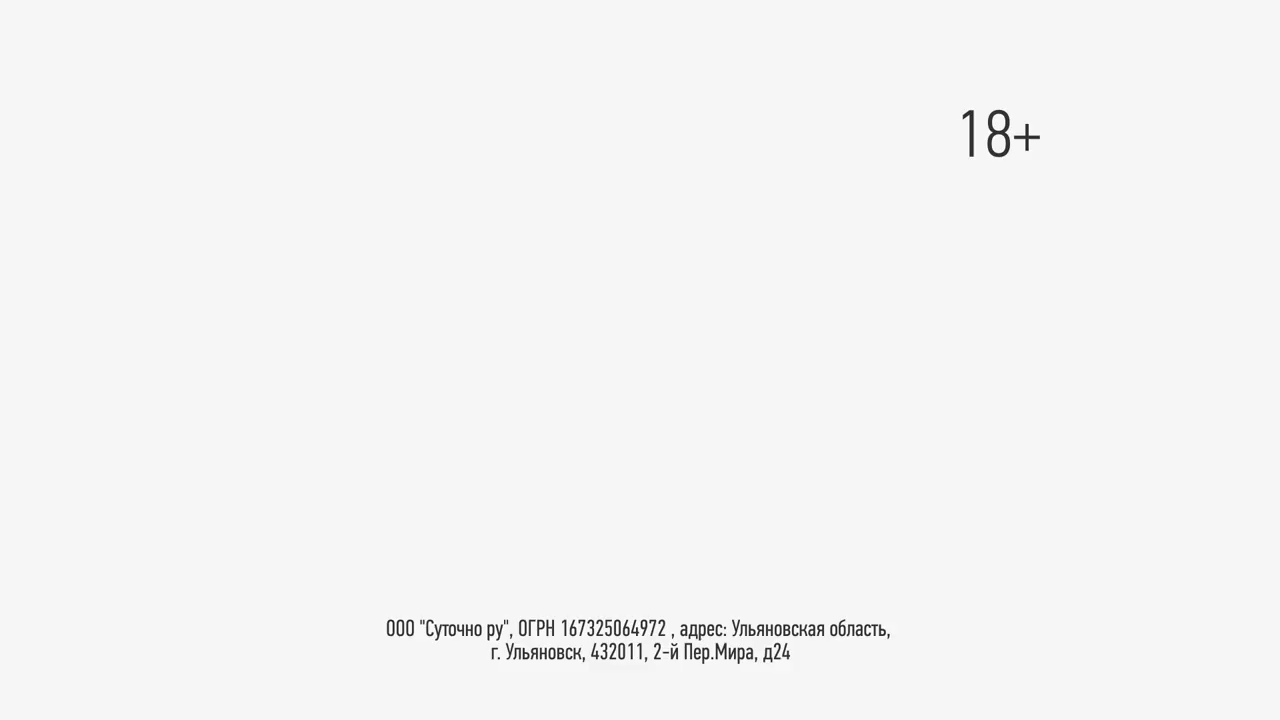 18+
ООО "Суточно ру", ОГРН 167325064972 , адрес: Ульяновская область,
г. Ульяновск, 432011, 2-й Пер.Мира, д24